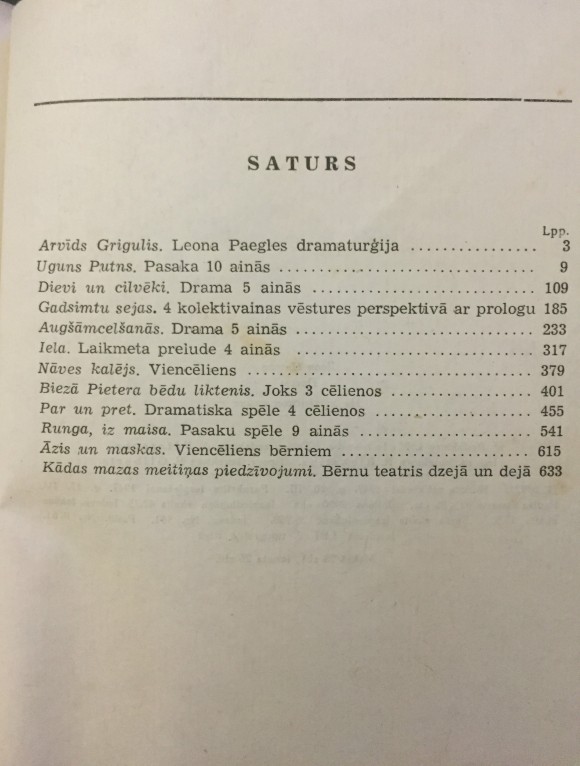 SATURS
Lpp.
Arvīds Grigulis. Leona Paegles dramaturģija ................ 3
Uguns Putns. Pasaka 10 ainās ............................ 9
Dievi un cilvēki. Drama 5 ainās ......................... 109
Gadsimtu sejas. 4 kolektivainas vēstures perspektivā ar prologu 185
Augšāmcelšanās. Drama 5 ainās .......................... 233
Iela. Laikmeta prelude 4 ainās .......................... 317
Nāves kalējs. Viencēliens ................................ 379
Biezā Pietera bēdu liktenis. Joks 3 cēlienos ................ 401
Par un pret. Dramatiska spēle 4 cēlienos .................. 455
Runga, iz maisa. Pasaku spēle 9 ainās .................... 541
Āzis un maskas. Viencēliens bērniem ...................... 615
Kādas mazas meitiņas piedzīvojumi. Bērnu teatris dzejā un dejā 633